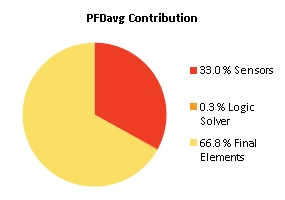 PFDavg Contribution
33.0 % Sensors
0.3 % Logic
Solver
66.8 % Final
Elements